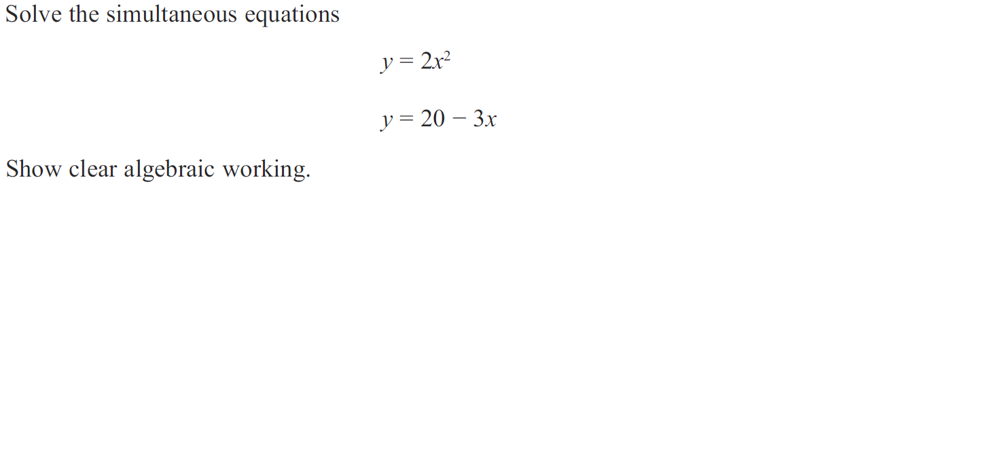 Solve the simultaneous equations
y = 2x²
y = 20 − 3x
Show clear algebraic working.